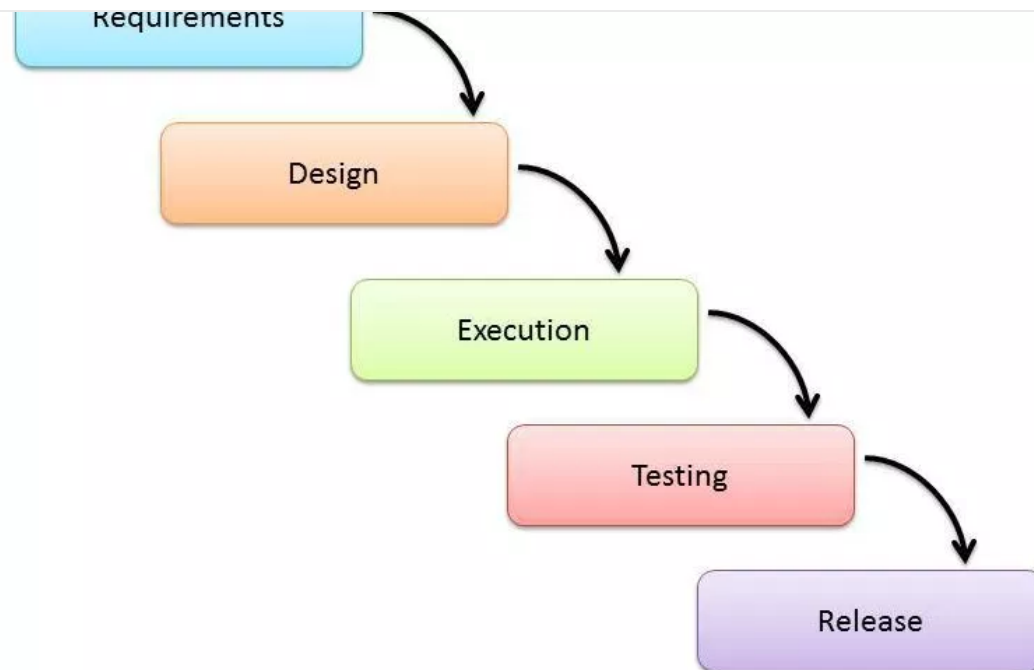 Requirements
Design
Execution
Testing
Release